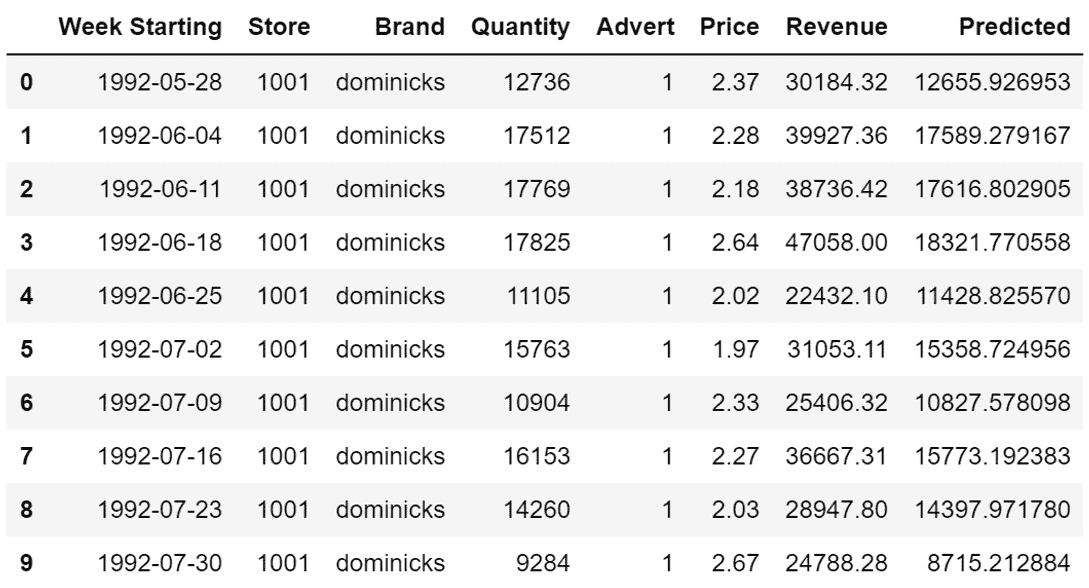 Week Starting Store Brand Quantity Advert Price Revenue Predicted
0 1992-05-28 1001 dominicks 12736 1 2.37 30184.32 12655.926953
1 1992-06-04 1001 dominicks 17512 1 2.28 39927.36 17589.279167
2 1992-06-11 1001 dominicks 17769 1 2.18 38736.42 17616.802905
3 1992-06-18 1001 dominicks 17825 1 2.64 47058.00 18321.770558
4 1992-06-25 1001 dominicks 11105 1 2.02 22432.10 11428.825570
5 1992-07-02 1001 dominicks 15763 1 1.97 31053.11 15358.724956
6 1992-07-09 1001 dominicks 10904 1 2.33 25406.32 10827.578098
7 1992-07-16 1001 dominicks 16153 1 2.27 36667.31 15773.192383
8 1992-07-23 1001 dominicks 14260 1 2.03 28947.80 14397.971780
9 1992-07-30 1001 dominicks 9284 1 2.67 24788.28 8715.212884